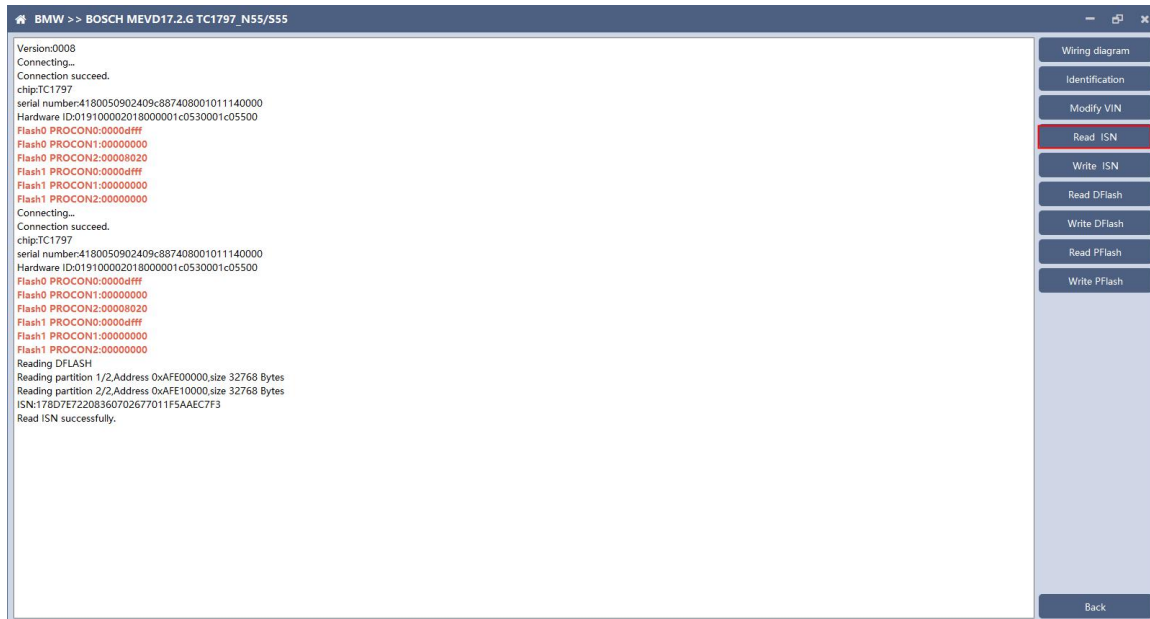 BMW >> BOSCH MEVD17.2.G TC1797_N55/S55
Version:0008
Connecting...
Connection succeed.
chip:TC1797
serial number:4180050902409c887408001011140000
Hardware ID:019100002018000001c0530001c05500
Flash0 PROCON0:0000dfff
Flash0 PROCON1:00000000
Flash0 PROCON2:00008020
Flash1 PROCON0:0000dfff
Flash1 PROCON1:00000000
Flash1 PROCON2:00000000
Connecting...
Connection succeed.
chip:TC1797
serial number:4180050902409c887408001011140000
Hardware ID:019100002018000001c0530001c05500
Flash0 PROCON0:0000dfff
Flash0 PROCON1:00000000
Flash0 PROCON2:00008020
Flash1 PROCON0:0000dfff
Flash1 PROCON1:00000000
Flash1 PROCON2:00000000
Reading DFLASH
Reading partition 1/2,Address 0xAFE00000,size 32768 Bytes
Reading partition 2/2,Address 0xAFE10000,size 32768 Bytes
ISN:178D7E72208360702677011F5AAEC7F3
Read ISN successfully.
Wiring diagram
Identification
Modify VIN
Read ISN
Write ISN
Read DFlash
Write DFlash
Read PFlash
Write PFlash
Back